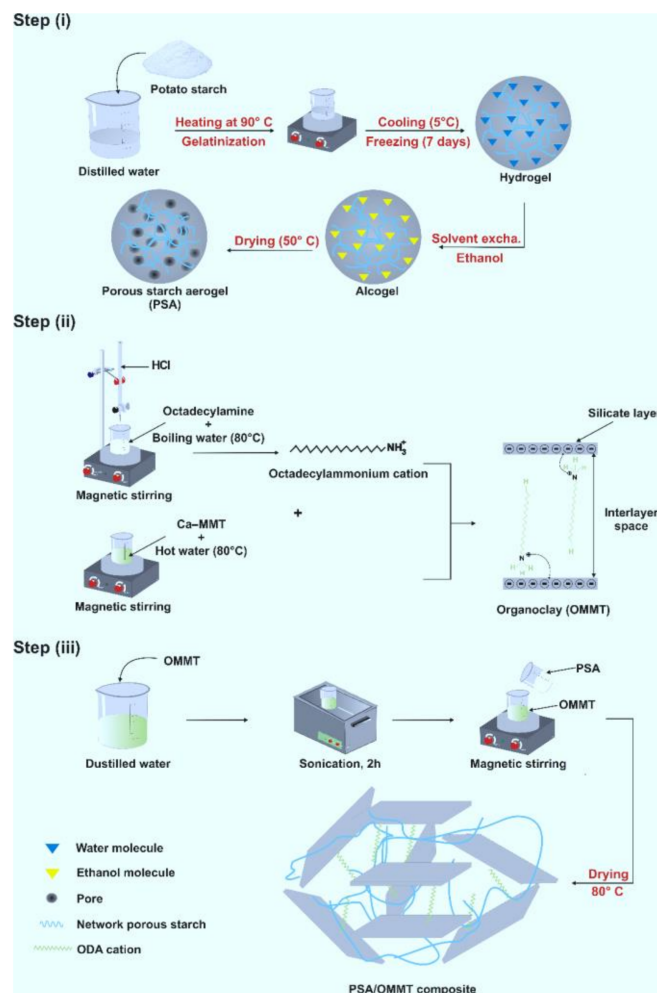 Step (i)
Potato starch
Heating at 90° C
Gelatinization
Cooling (5°C)
Freezing (7 days)
Distilled water
Hydrogel
Drying (50° C)
Solvent excha.
Ethanol
Porous starch aerogel
(PSA)
Alcogel
Step (ii)
HCl
Octadecylamine
+
Boiling water (80°C)
Magnetic stirring
NH₃⁺
Octadecylammonium cation
+
Ca–MMT
+
Hot water (80°C)
Magnetic stirring
Silicate layer
H
H
H
N
⊕
H
Interlayer
space
H
N
⊕
H
H
H
Organoclay (OMMT)
Step (iii)
OMMT
Dustilled water
Sonication, 2h
PSA
OMMT
Magnetic stirring
Drying
80° C
Water molecule
Ethanol molecule
Pore
Network porous starch
ODA cation
PSA/OMMT composite